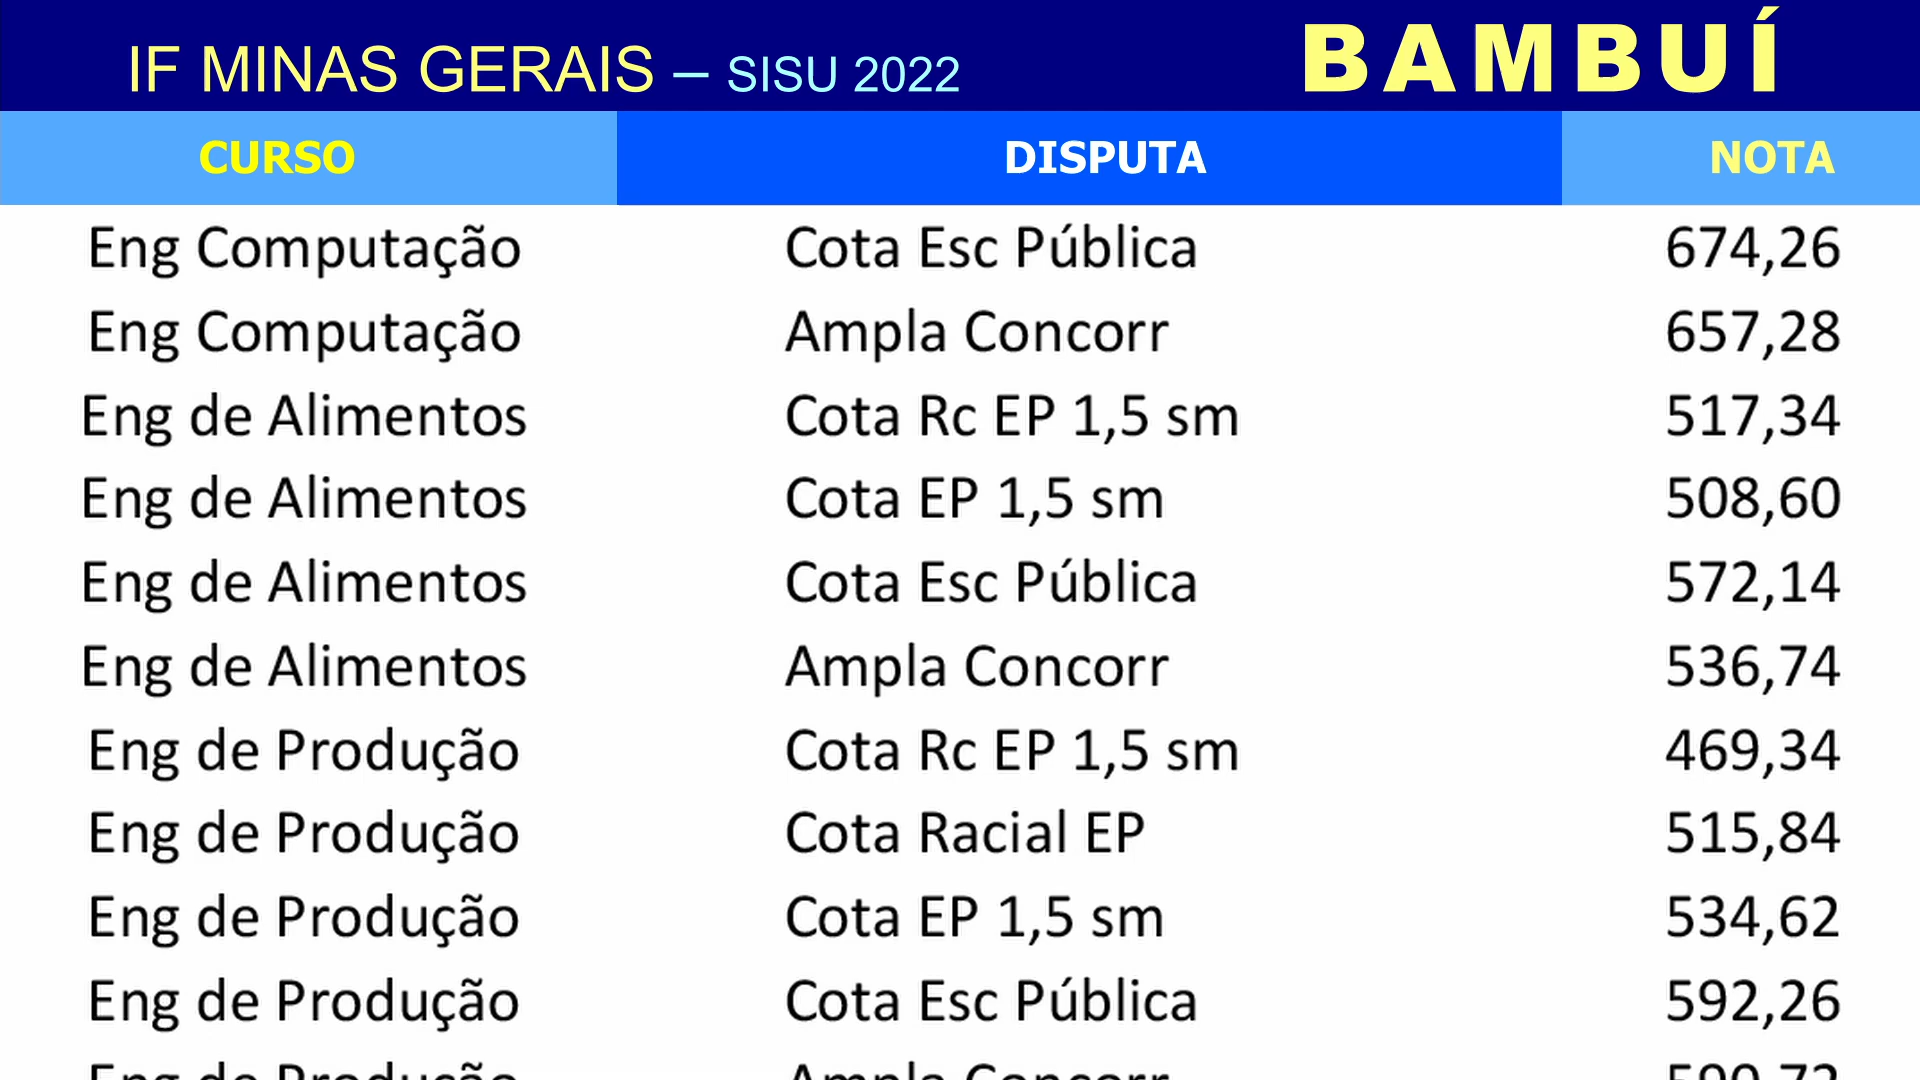 IF MINAS GERAIS – SISU 2022 BAMBUÍ
CURSO DISPUTA NOTA
Eng Computação Cota Esc Pública 674,26
Eng Computação Ampla Concorr 657,28
Eng de Alimentos Cota Rc EP 1,5 sm 517,34
Eng de Alimentos Cota EP 1,5 sm 508,60
Eng de Alimentos Cota Esc Pública 572,14
Eng de Alimentos Ampla Concorr 536,74
Eng de Produção Cota Rc EP 1,5 sm 469,34
Eng de Produção Cota Racial EP 515,84
Eng de Produção Cota EP 1,5 sm 534,62
Eng de Produção Cota Esc Pública 592,26
Eng de Produção Ampla Concorr